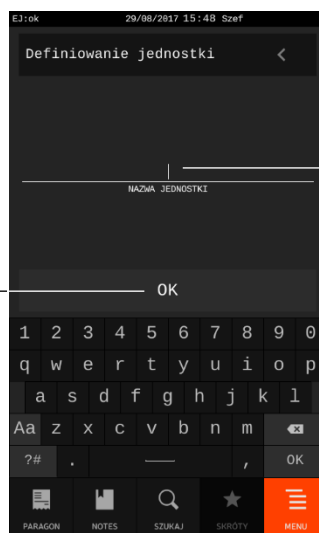 EJ:ok 29/08/2017 15:48 Szef
Definiowanie jednostki <
NAZWA JEDNOSTKI
OK
1 2 3 4 5 6 7 8 9 0
q w e r t y u i o p
a s d f g h j k l
Aa z x c v b n m
?# . , OK
PARAGON NOTES SZUKAJ SKRÓTY MENU